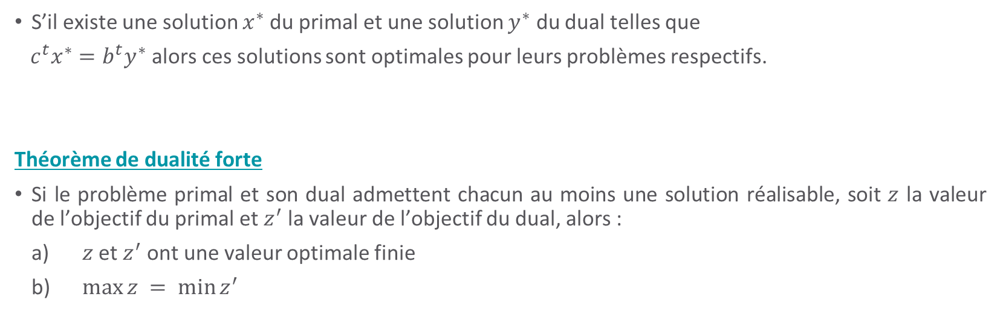 • S’il existe une solution x* du primal et une solution y* du dual telles que
cᵗx* = bᵗy* alors ces solutions sont optimales pour leurs problèmes respectifs.
Théorème de dualité forte
• Si le problème primal et son dual admettent chacun au moins une solution réalisable, soit z la valeur
de l’objectif du primal et z′ la valeur de l’objectif du dual, alors :
a) z et z′ ont une valeur optimale finie
b) max z = min z′